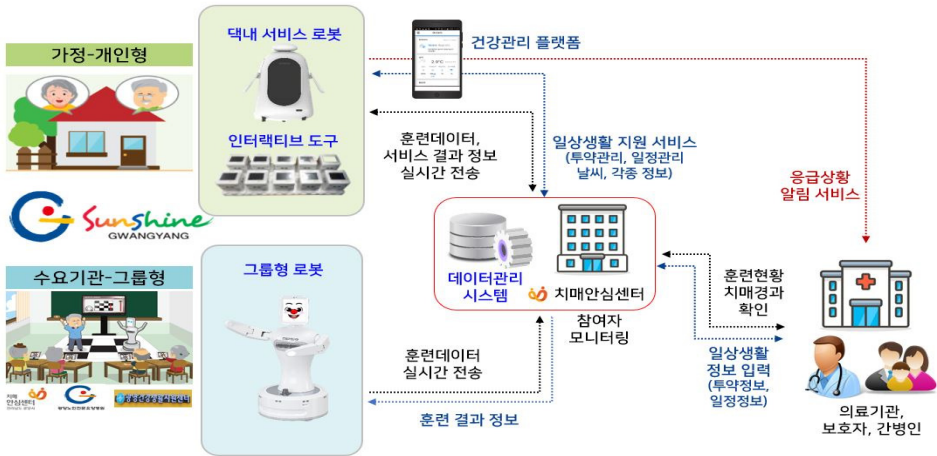 가정-개인형
Sunshine
GWANGYANG
수요기관-그룹형
치매
안심센터
댁내 서비스 로봇
인터랙티브 도구
그룹형 로봇
건강관리 플랫폼
훈련데이터,
서비스 결과 정보
실시간 전송
일상생활 지원 서비스
(투약관리, 일정관리
날씨, 각종 정보)
응급상황
알림 서비스
데이터관리
시스템
치매안심센터
참여자
모니터링
훈련데이터
실시간 전송
훈련 결과 정보
훈련현황
치매경과
확인
일상생활
정보 입력
(투약정보,
일정정보)
의료기관,
보호자, 간병인